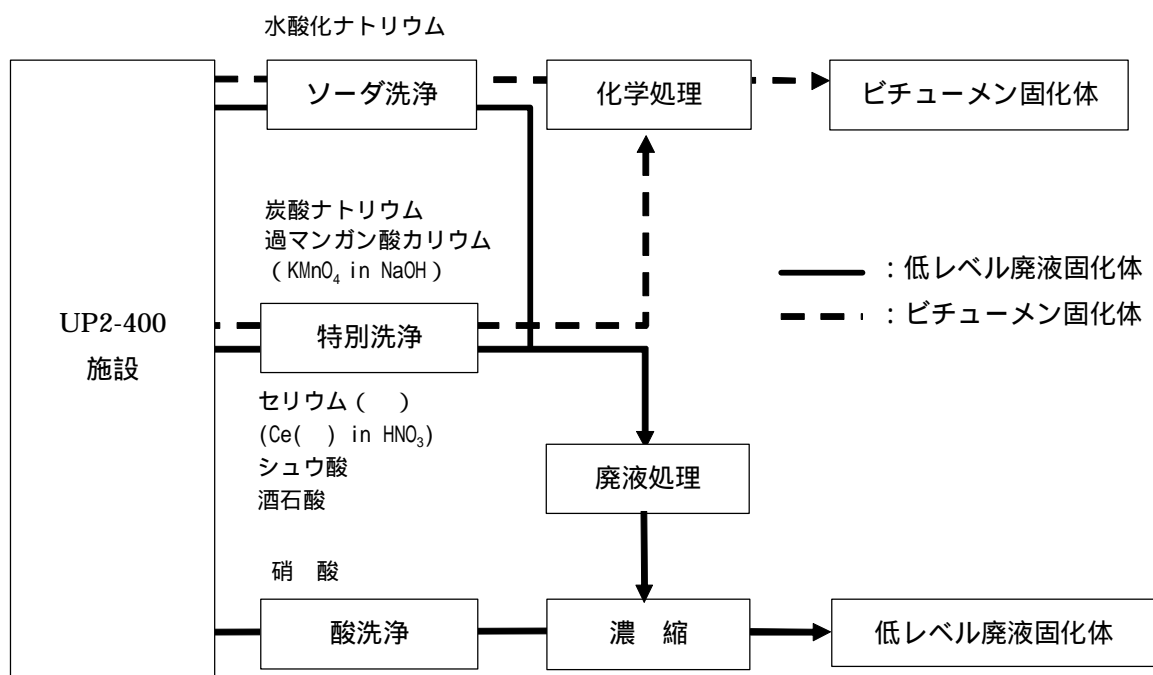 水酸化ナトリウム
ソーダ洗浄
化学処理
ビチューメン固化体
炭酸ナトリウム
過マンガン酸カリウム
(KMnO₄ in NaOH)
:低レベル廃液固化体
:ビチューメン固化体
UP2-400
施設
特別洗浄
セリウム( )
(Ce( ) in HNO₃)
シュウ酸
酒石酸
廃液処理
硝 酸
酸洗浄
濃 縮
低レベル廃液固化体